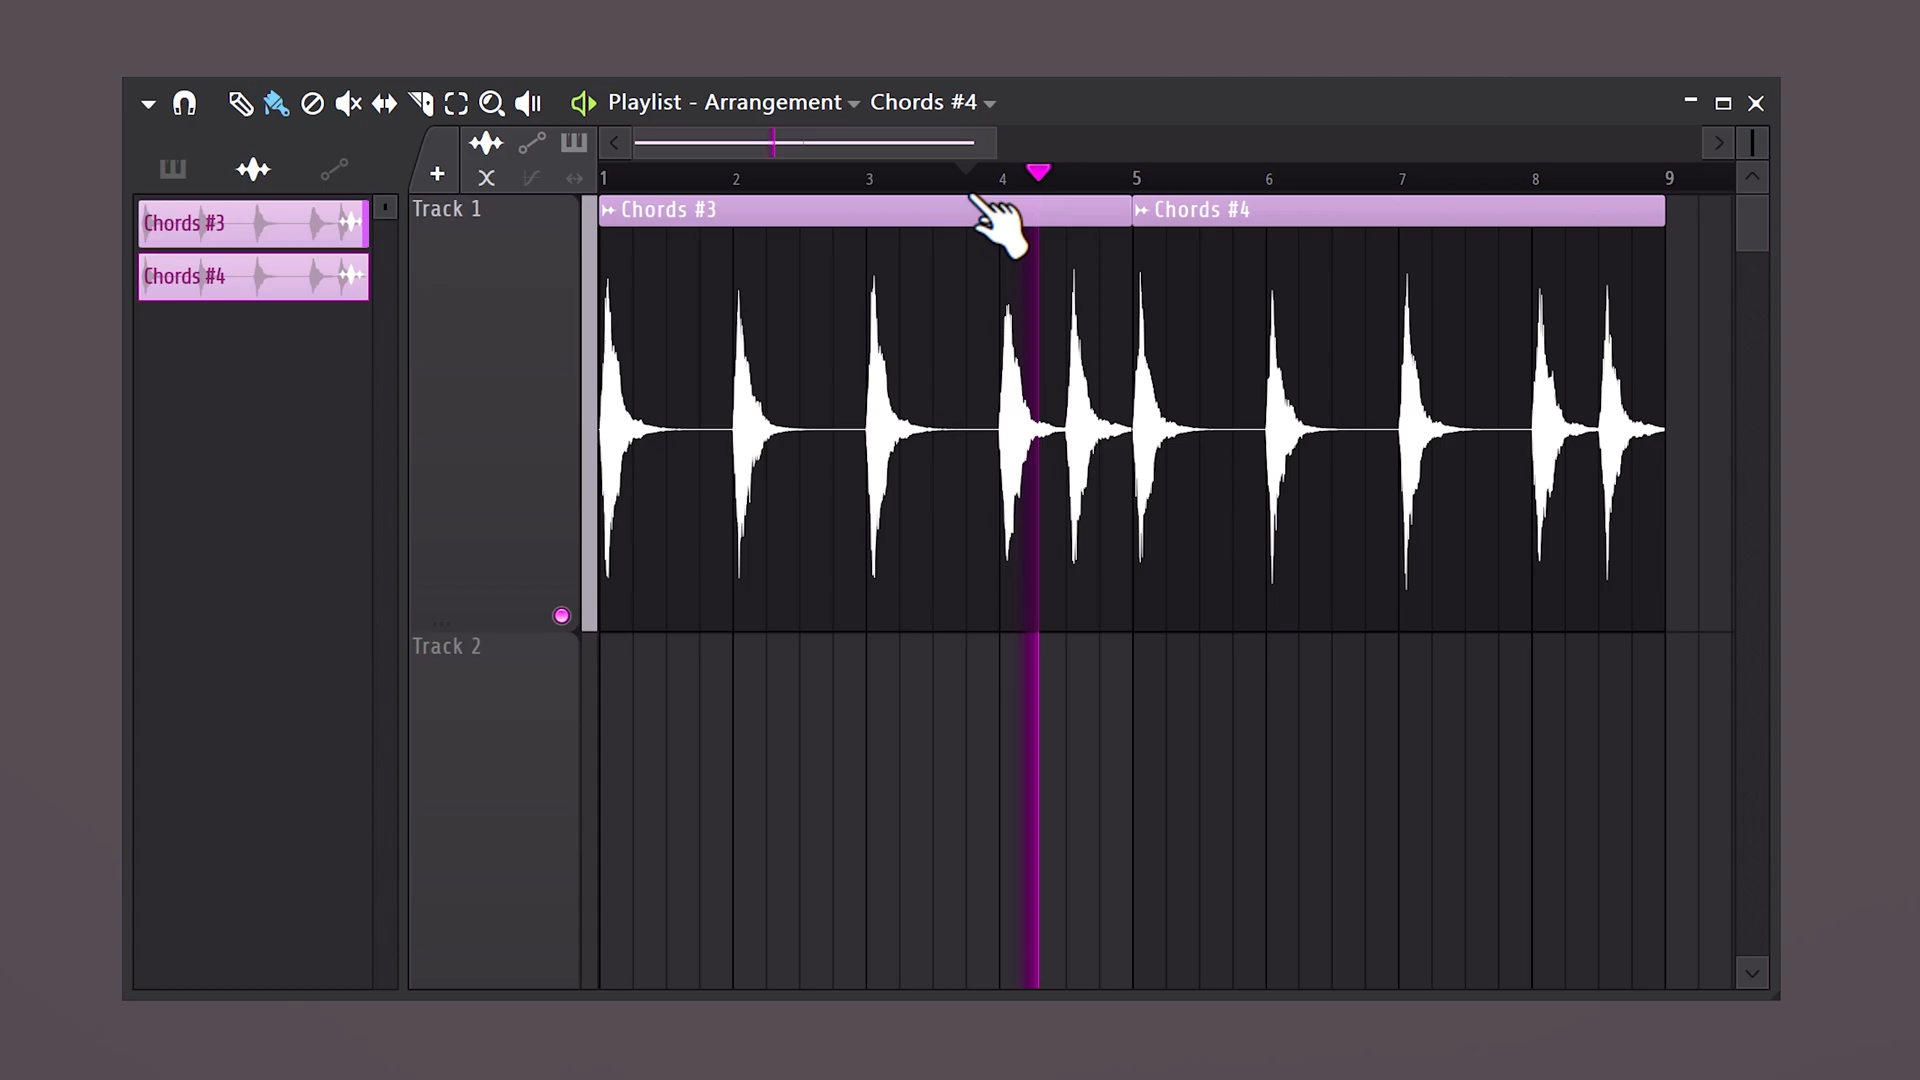 Playlist - Arrangement Chords #4
1 2 3 4 5 6 7 8 9
Chords #3
Chords #4
Track 1
Chords #3
Chords #4
Track 2